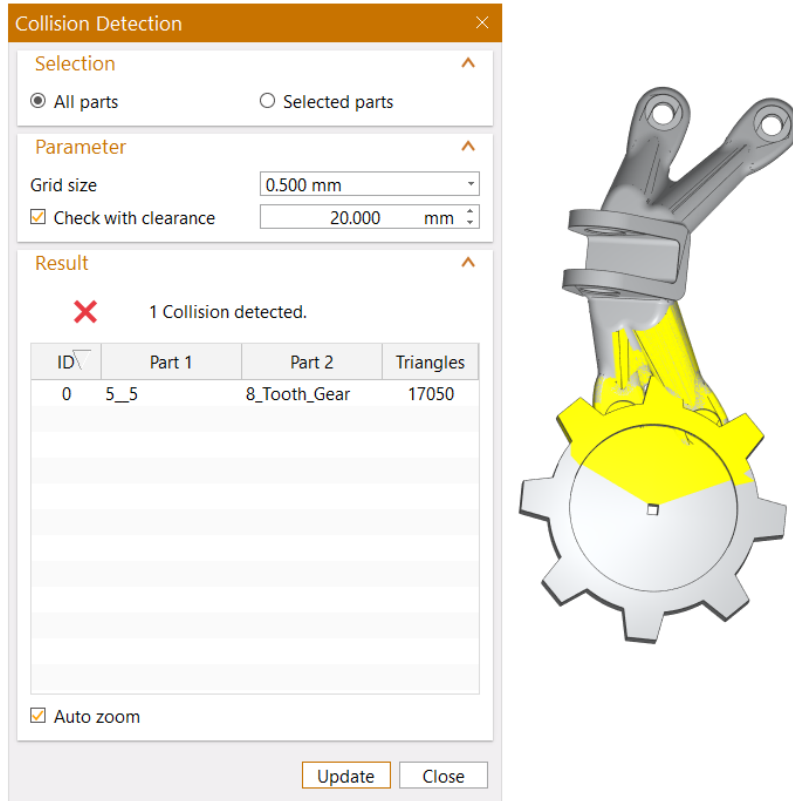 Collision Detection
Selection
All parts Selected parts
Parameter
Grid size 0.500 mm
Check with clearance 20.000 mm
Result
1 Collision detected.
ID Part 1 Part 2 Triangles
0 5__5 8_Tooth_Gear 17050
Auto zoom
Update Close